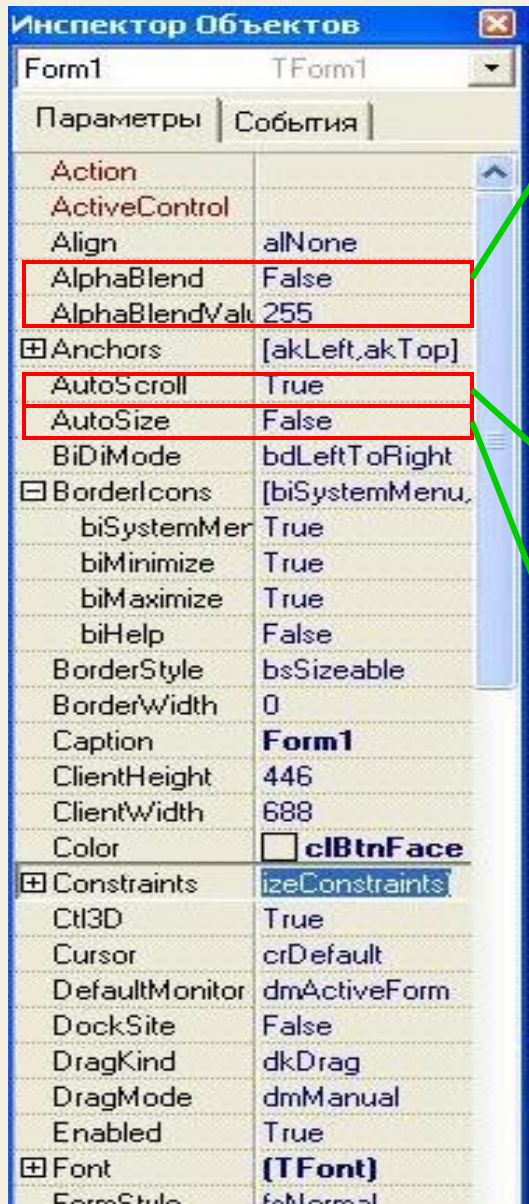 Инспектор Объектов
Form1 TForm1
Параметры События
Action
ActiveControl
Align alNone
AlphaBlend False
AlphaBlendValu 255
Anchors [akLeft,akTop]
AutoScroll True
AutoSize False
BiDiMode bdLeftToRight
BorderIcons [biSystemMenu,
biSystemMer True
biMinimize True
biMaximize True
biHelp False
BorderStyle bsSizeable
BorderWidth 0
Caption Form1
ClientHeight 446
ClientWidth 688
Color clBtnFace
Constraints izeConstraints)
Ctl3D True
Cursor crDefault
DefaultMonitor dmActiveForm
DockSite False
DragKind dkDrag
DragMode dmManual
Enabled True
Font (TFont)
FormStyle fsNormal